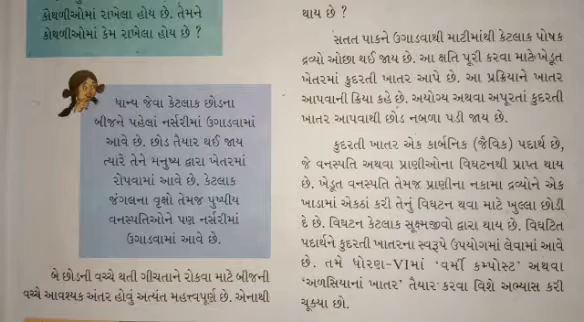 કોથળીઓમાં રાખેલા હોય છે. તેમને
કોથળીઓમાં કેમ રાખેલા હોય છે ?
ધાન્ય જેવા કેટલાક છોડના
બીજને પહેલાં નર્સરીમાં ઉગાડવામાં
આવે છે. છોડ તૈયાર થઈ જાય
ત્યારે તેને મનુષ્ય દ્વારા ખેતરમાં
રોપવામાં આવે છે. કેટલાક
જંગલના વૃક્ષો તેમજ પુષ્પીય
વનસ્પતિઓને પણ નર્સરીમાં
ઉગાડવામાં આવે છે.
બે છોડની વચ્ચે થતી ગીચતાને રોકવા માટે બીજની
વચ્ચે આવશ્યક અંતર હોવું અત્યંત મહત્ત્વપૂર્ણ છે. એનાથી
થાય છે ?
સતત પાકને ઉગાડવાથી માટીમાંથી કેટલાક પોષક
દ્રવ્યો ઓછા થઈ જાય છે. આ ક્ષતિ પૂરી કરવા માટે ખેડૂત
ખેતરમાં કુદરતી ખાતર આપે છે. આ પ્રક્રિયાને ખાતર
આપવાની ક્રિયા કહે છે. અયોગ્ય અથવા અપૂરતાં કુદરતી
ખાતર આપવાથી છોડ નબળા પડી જાય છે.
કુદરતી ખાતર એક કાર્બનિક (જૈવિક) પદાર્થ છે,
જે વનસ્પતિ અથવા પ્રાણીઓના વિઘટનથી પ્રાપ્ત થાય
છે. ખેડૂત વનસ્પતિ તેમજ પ્રાણીના નકામા દ્રવ્યોને એક
ખાડામાં એકઠાં કરી તેનું વિઘટન થવા માટે ખુલ્લા છોડી
દે છે. વિઘટન કેટલાક સૂક્ષ્મજીવો દ્વારા થાય છે. વિઘટિત
પદાર્થને કુદરતી ખાતરના સ્વરૂપે ઉપયોગમાં લેવામાં આવે
છે. તમે ધોરણ-VIમાં ‘વર્મી કમ્પોસ્ટ’ અથવા
‘અળસિયાનાં ખાતર’ તૈયાર કરવા વિશે અભ્યાસ કરી
ચૂક્યા છો.